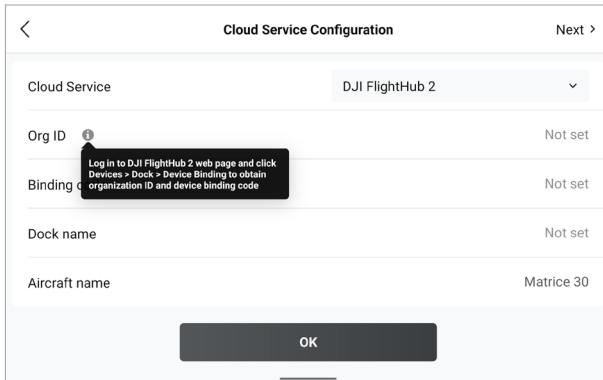 Cloud Service Configuration
Next
Cloud Service
DJI FlightHub 2
Org ID
Not set
Log in to DJI FlightHub 2 web page and click
Devices > Dock > Device Binding to obtain
organization ID and device binding code
Binding
Not set
Dock name
Not set
Aircraft name
Matrice 30
OK